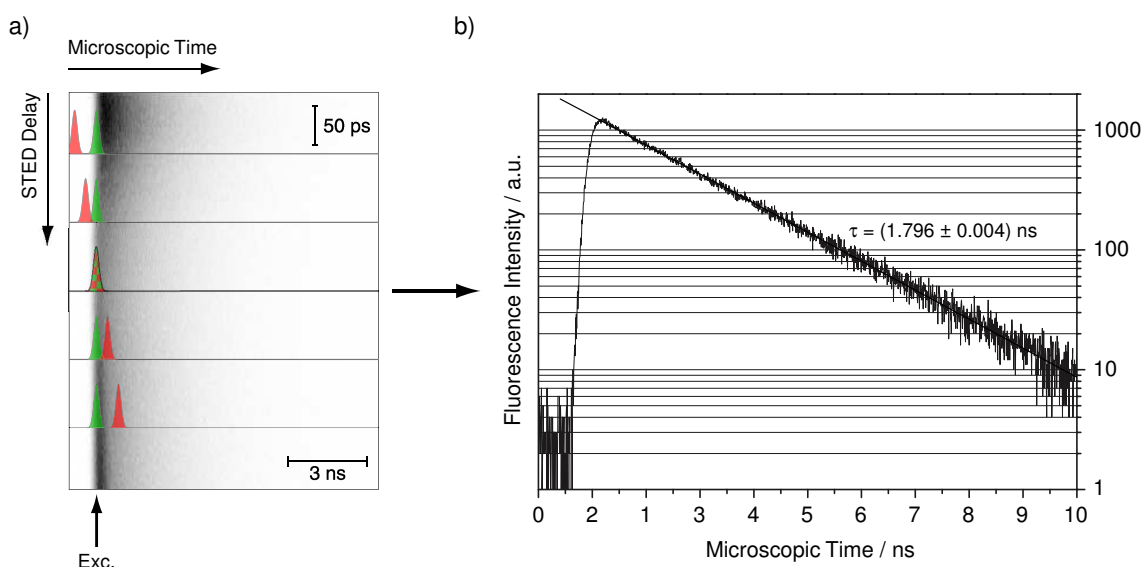 a)
Microscopic Time
STED Delay
50 ps
3 ns
Exc.
b)
Fluorescence Intensity / a.u.
1000
100
10
1
τ = (1.796 ± 0.004) ns
0 2 1 3 4 5 6 7 8 9 10
Microscopic Time / ns